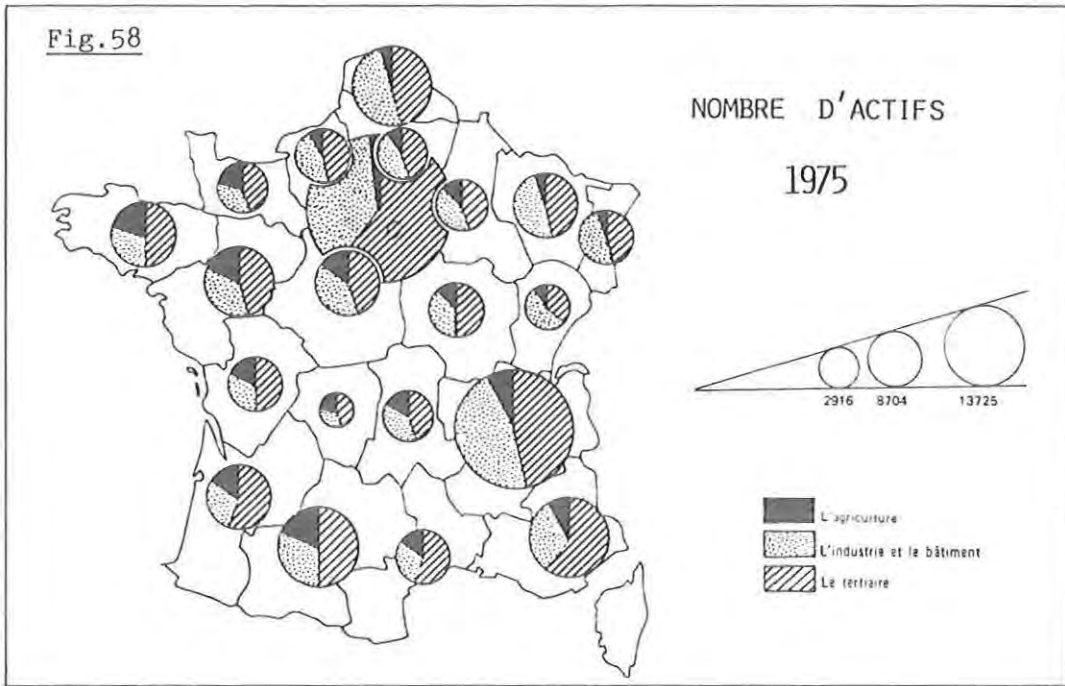 Fig.58
NOMBRE D'ACTIFS
1975
2916 8704 13725
L'agriculture
L'industrie et le bâtiment
Le tertiaire